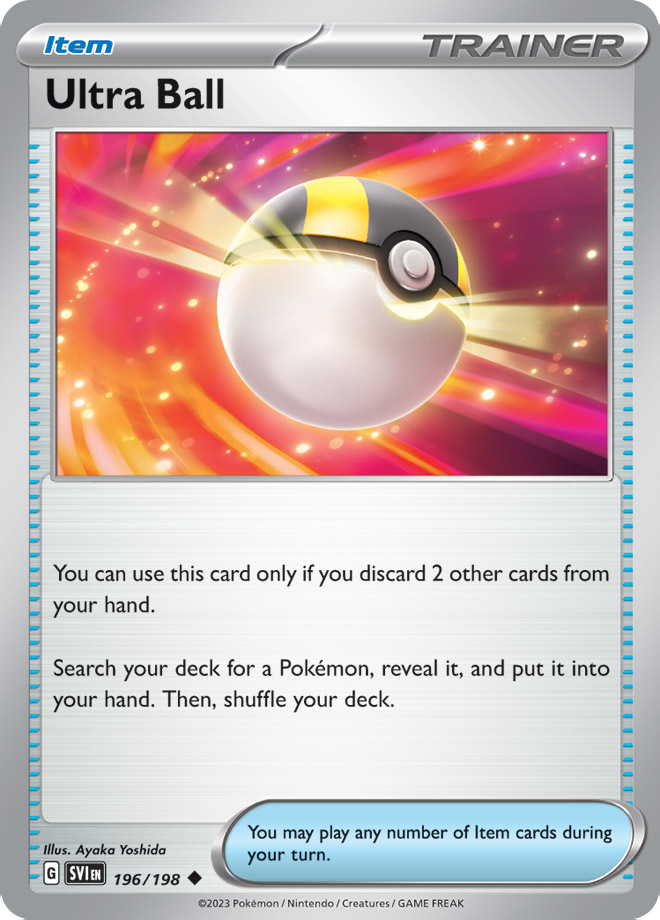 Item
TRAINER
Ultra Ball
You can use this card only if you discard 2 other cards from
your hand.
Search your deck for a Pokémon, reveal it, and put it into
your hand. Then, shuffle your deck.
Illus. Ayaka Yoshida
You may play any number of Item cards during
your turn.
G SVI EN 196/198
©2023 Pokémon / Nintendo / Creatures / GAME FREAK